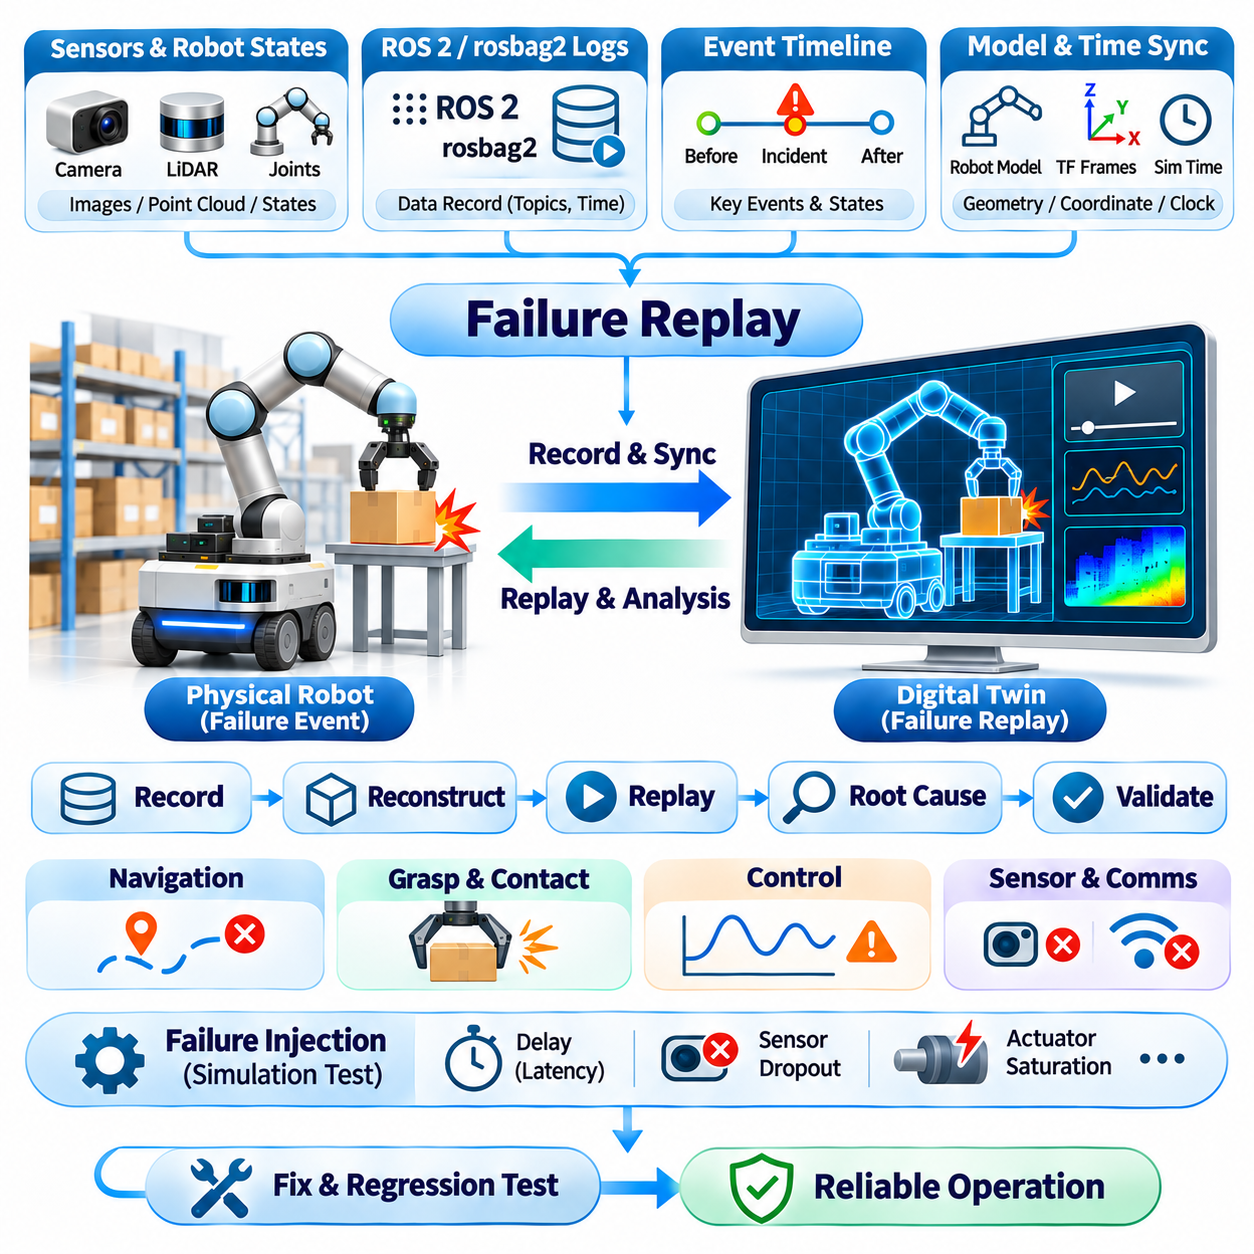 Sensors & Robot States
Camera
LiDAR
Joints
Images / Point Cloud / States
ROS 2 / rosbag2 Logs
ROS 2
rosbag2
Data Record (Topics, Time)
Event Timeline
Before
Incident
After
Key Events & States
Model & Time Sync
Z
Y
X
Robot Model
TF Frames
Sim Time
Geometry / Coordinate / Clock
Failure Replay
Record & Sync
Replay & Analysis
Physical Robot
(Failure Event)
Digital Twin
(Failure Replay)
Record
Reconstruct
Replay
Root Cause
Validate
Navigation
Grasp & Contact
Control
Sensor & Comms
Failure Injection
(Simulation Test)
Delay
(Latency)
Sensor
Dropout
Actuator
Saturation
Fix & Regression Test
Reliable Operation